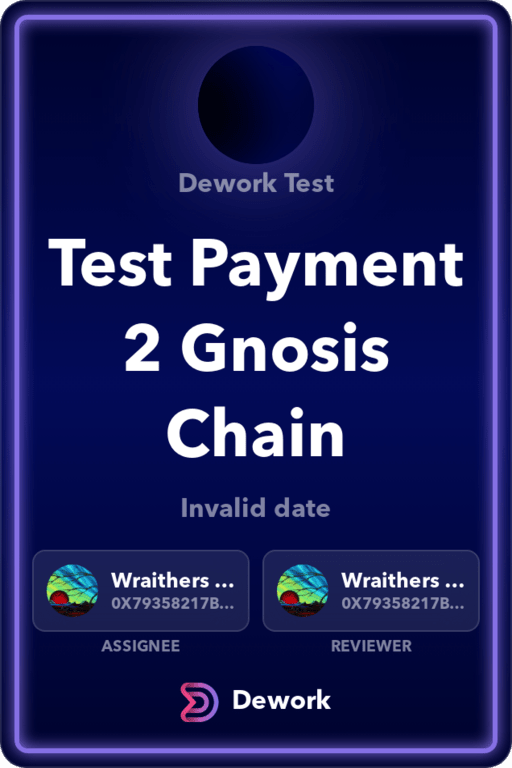 Dework Test
Test Payment
2 Gnosis
Chain
Invalid date
Wraithers ...
0X79358217B...
ASSIGNEE
Wraithers ...
0X79358217B...
REVIEWER
Dework